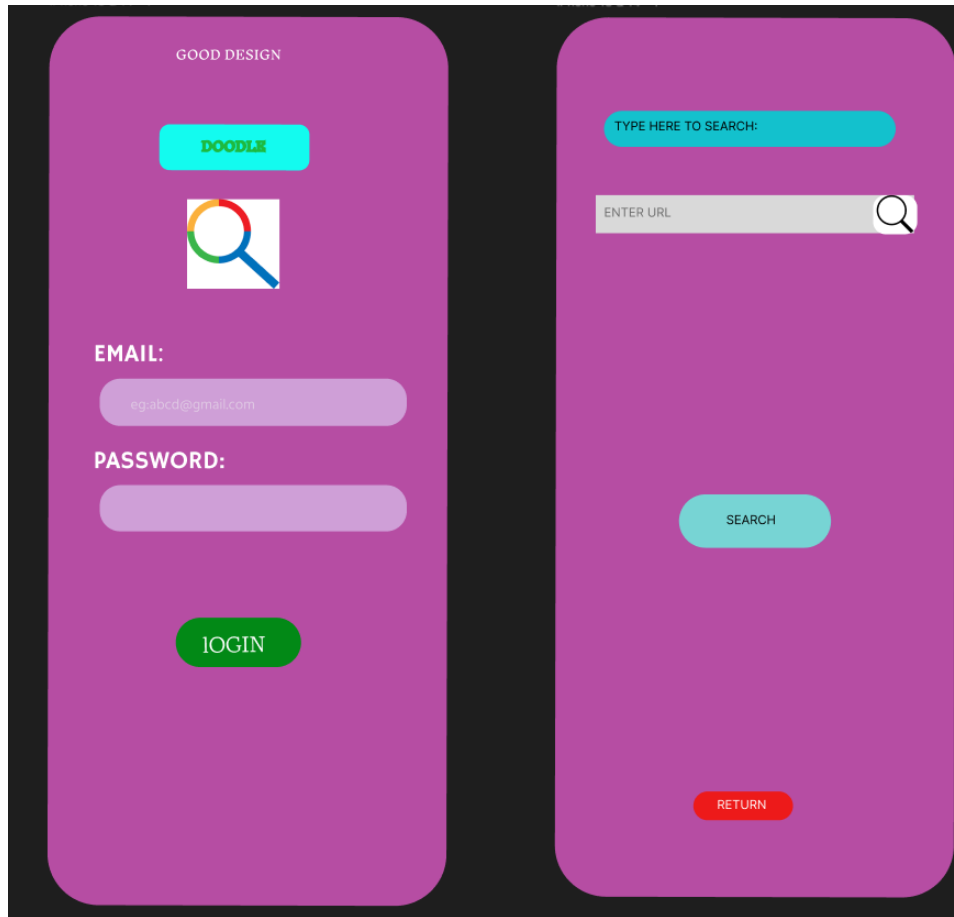 GOOD DESIGN
DOODLE
EMAIL:
eg:abcd@gmail.com
PASSWORD:
lOGIN
TYPE HERE TO SEARCH:
ENTER URL
SEARCH
RETURN